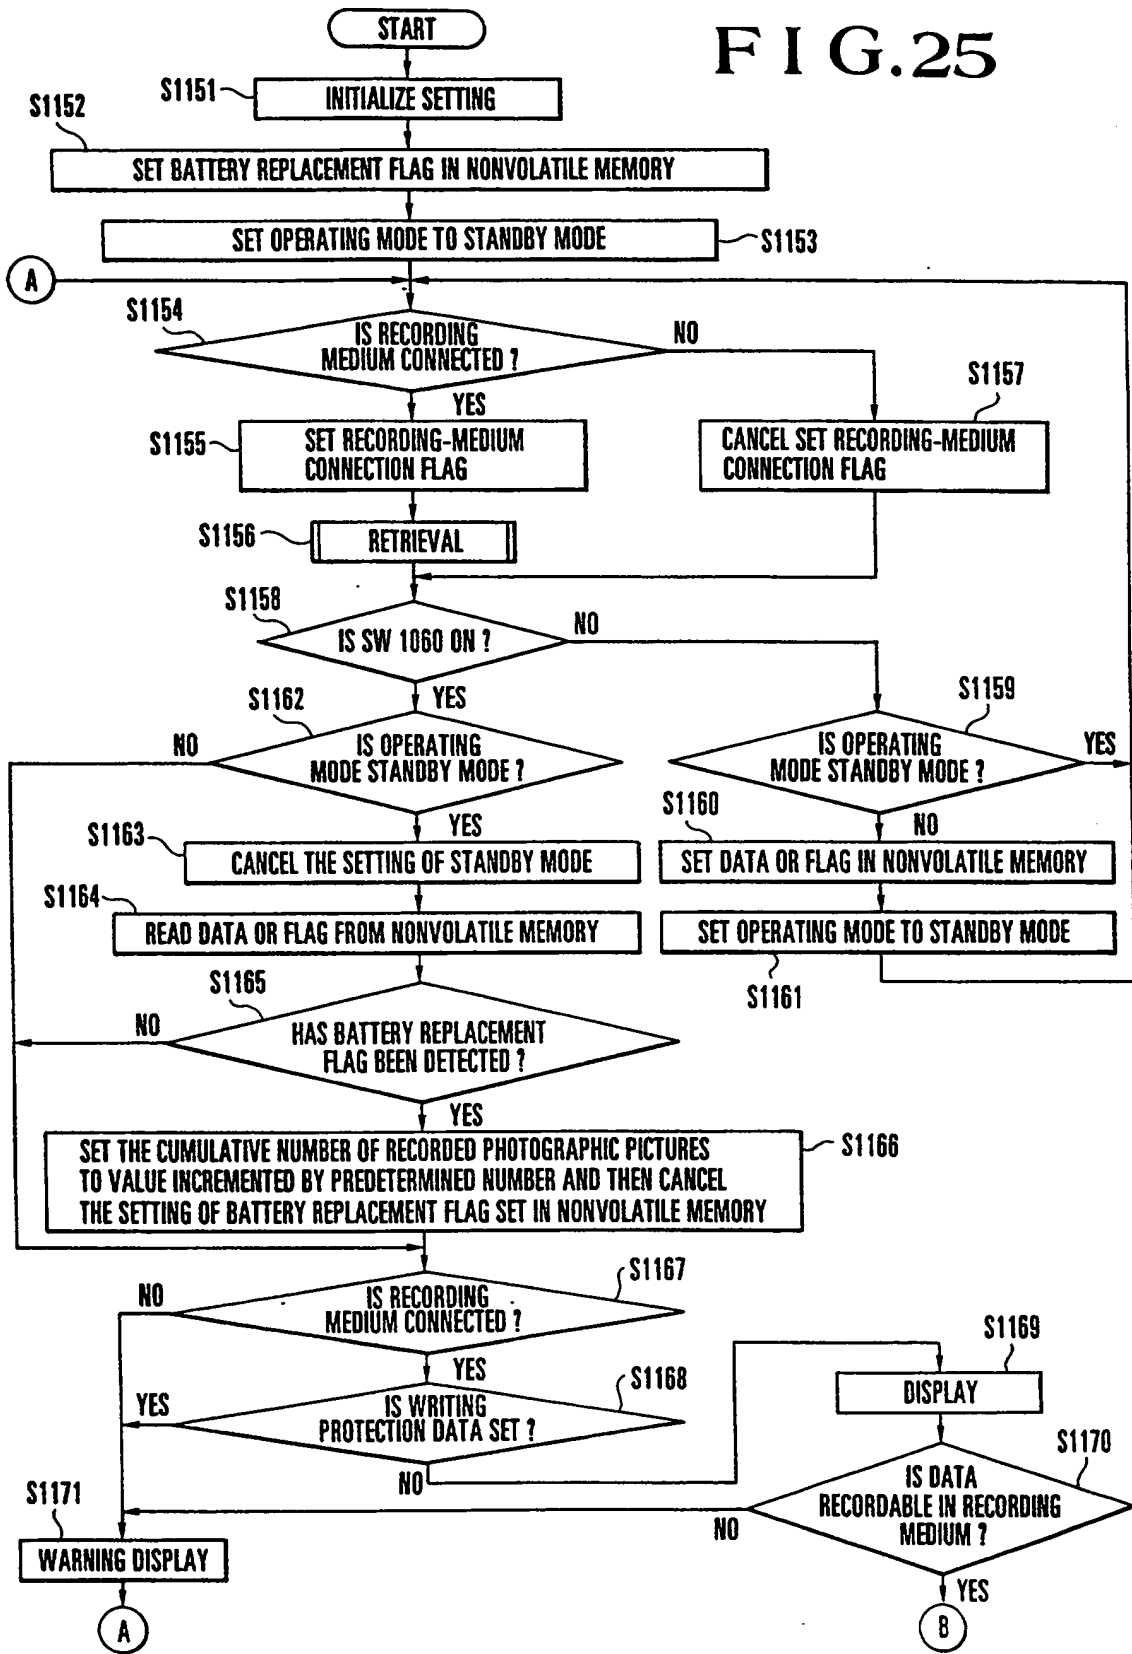 START
FIG.25
S1151
INITIALIZE SETTING
S1152
SET BATTERY REPLACEMENT FLAG IN NONVOLATILE MEMORY
SET OPERATING MODE TO STANDBY MODE
S1153
A
S1154
IS RECORDING
MEDIUM CONNECTED ?
NO
YES
S1155
SET RECORDING-MEDIUM
CONNECTION FLAG
S1157
CANCEL SET RECORDING-MEDIUM
CONNECTION FLAG
S1156
RETRIEVAL
S1158
IS SW 1060 ON ?
NO
YES
S1162
IS OPERATING
MODE STANDBY MODE ?
NO
YES
S1159
IS OPERATING
MODE STANDBY MODE ?
YES
NO
S1163
CANCEL THE SETTING OF STANDBY MODE
S1160
SET DATA OR FLAG IN NONVOLATILE MEMORY
S1164
READ DATA OR FLAG FROM NONVOLATILE MEMORY
SET OPERATING MODE TO STANDBY MODE
S1161
S1165
HAS BATTERY REPLACEMENT
FLAG BEEN DETECTED ?
NO
YES
SET THE CUMULATIVE NUMBER OF RECORDED PHOTOGRAPHIC PICTURES
TO VALUE INCREMENTED BY PREDETERMINED NUMBER AND THEN CANCEL
THE SETTING OF BATTERY REPLACEMENT FLAG SET IN NONVOLATILE MEMORY
S1166
S1167
IS RECORDING
MEDIUM CONNECTED ?
NO
YES
S1168
IS WRITING
PROTECTION DATA SET ?
YES
NO
S1169
DISPLAY
S1170
IS DATA
RECORDABLE IN RECORDING
MEDIUM ?
NO
YES
S1171
WARNING DISPLAY
A
B